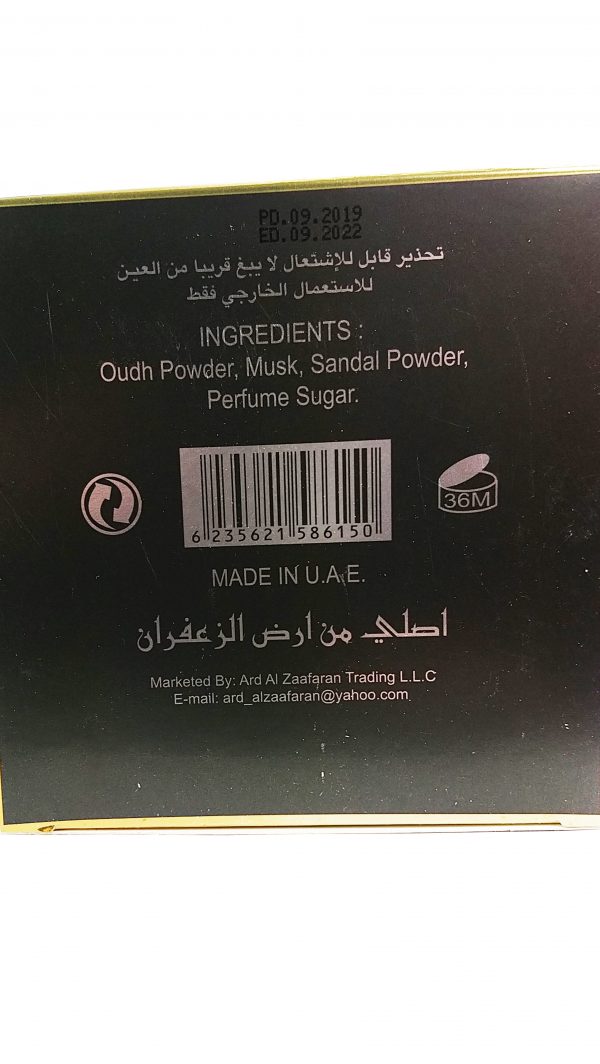 PD.09.2019
ED.09.2022
تحذير قابل للإشتعال لا يبغ قريبا من العين
للاستعمال الخارجي فقط
INGREDIENTS :
Oudh Powder, Musk, Sandal Powder,
Perfume Sugar.
36M
6 235621 586150
MADE IN U.A.E.
اصلي من ارض الزعفران
Marketed By: Ard Al Zaafaran Trading L.L.C
E-mail: ard_alzaafaran@yahoo.com